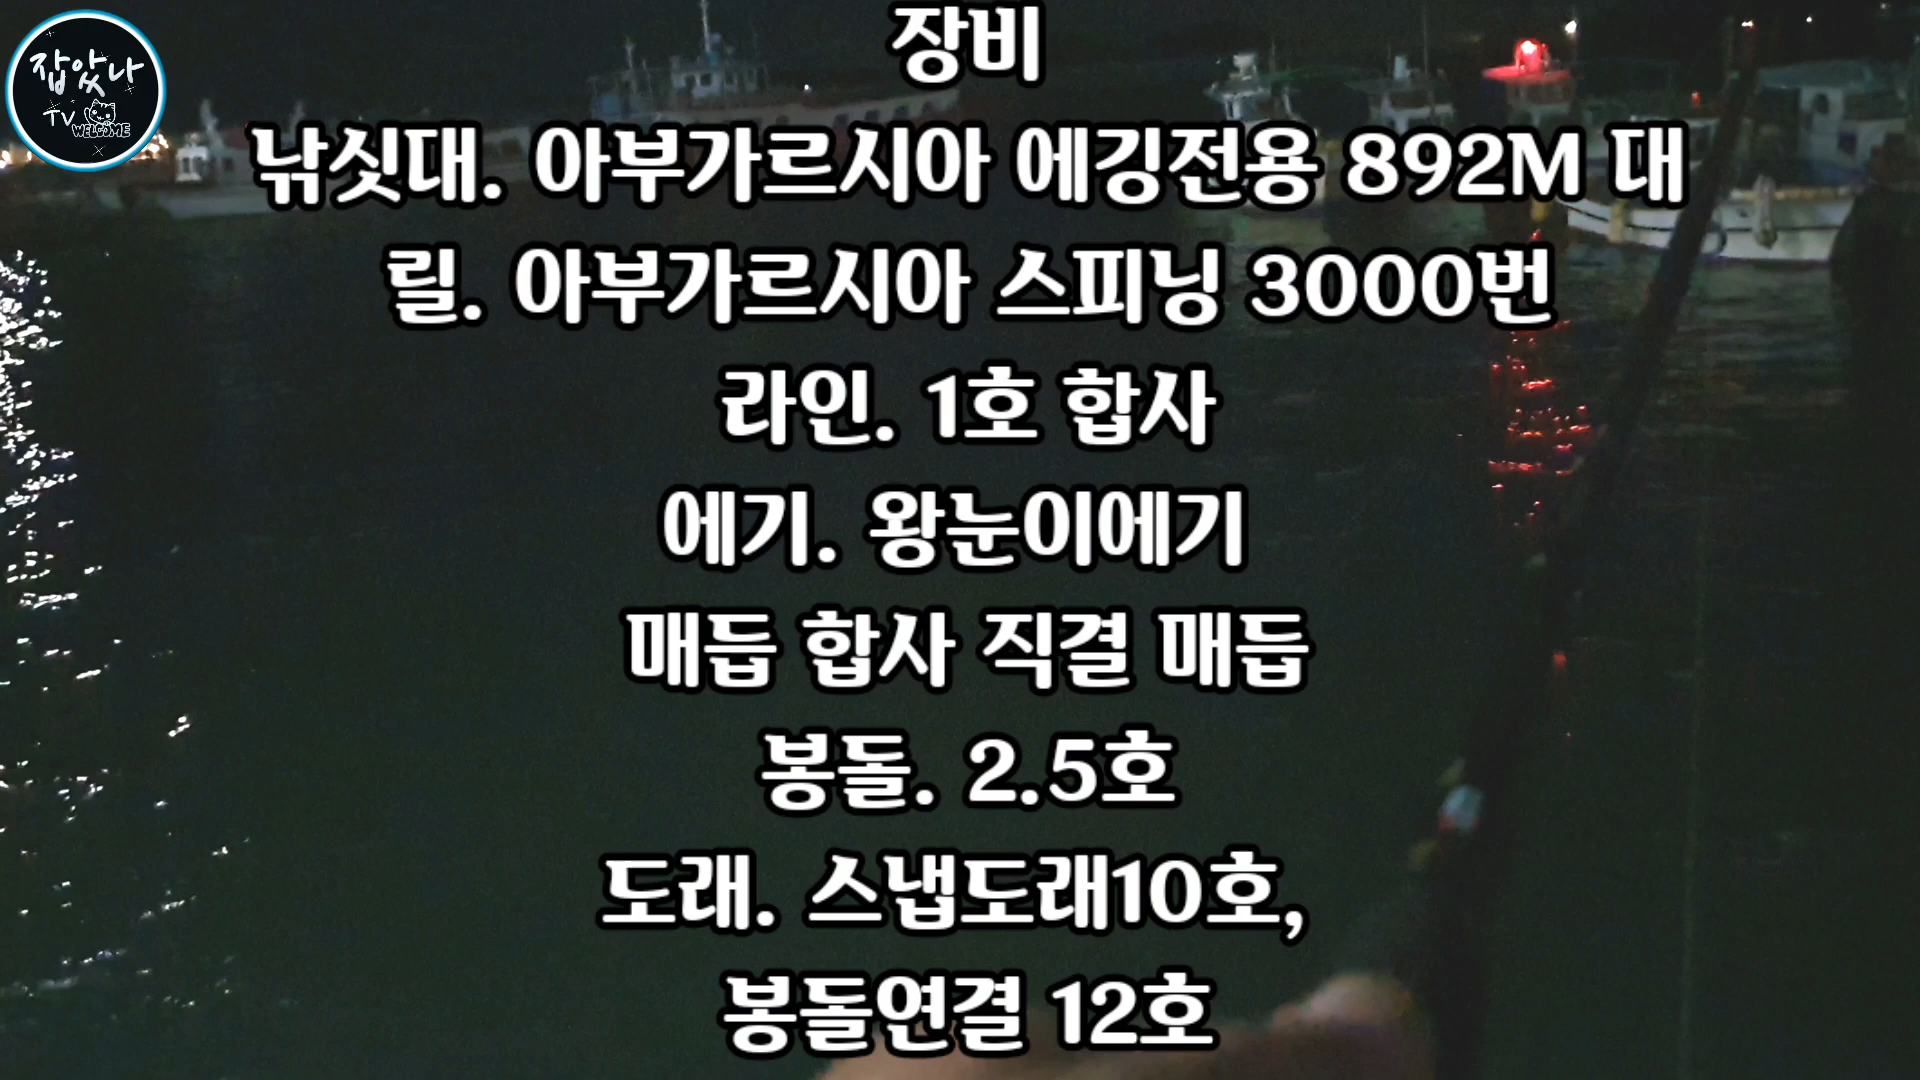 잡았나
TV
WELCOME
장비
낚싯대. 아부가르시아 에깅전용 892M 대
릴. 아부가르시아 스피닝 3000번
라인. 1호 합사
에기. 왕눈이에기
매듭 합사 직결 매듭
봉돌. 2.5호
도래. 스냅도래10호,
봉돌연결 12호